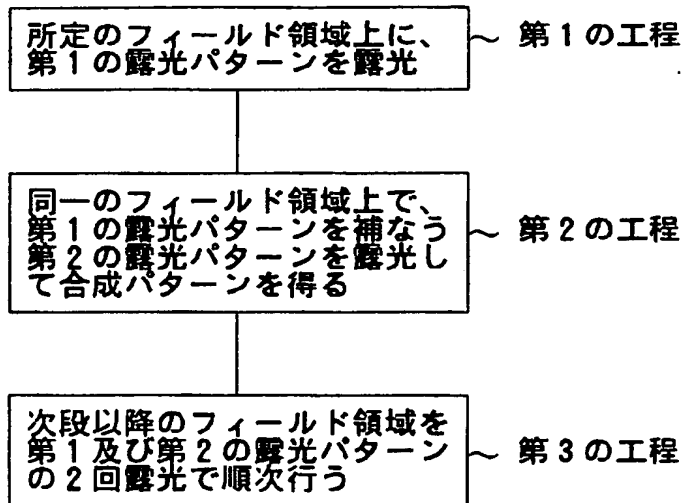 所定のフィールド領域上に、
第1の露光パターンを露光
～ 第1の工程
同一のフィールド領域上で、
第1の露光パターンを補なう
第2の露光パターンを露光し
て合成パターンを得る
～ 第2の工程
次段以降のフィールド領域を
第1及び第2の露光パターン
の2回露光で順次行う
～ 第3の工程